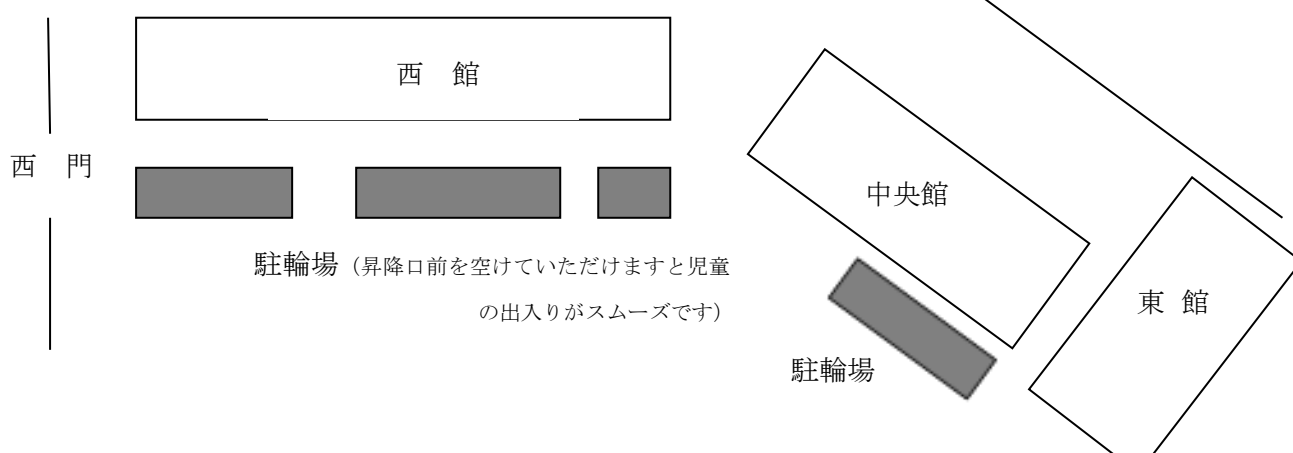 西　館
西　門
中央館
駐輪場（昇降口前を空けていただけますと児童
の出入りがスムーズです）
東 館
駐輪場